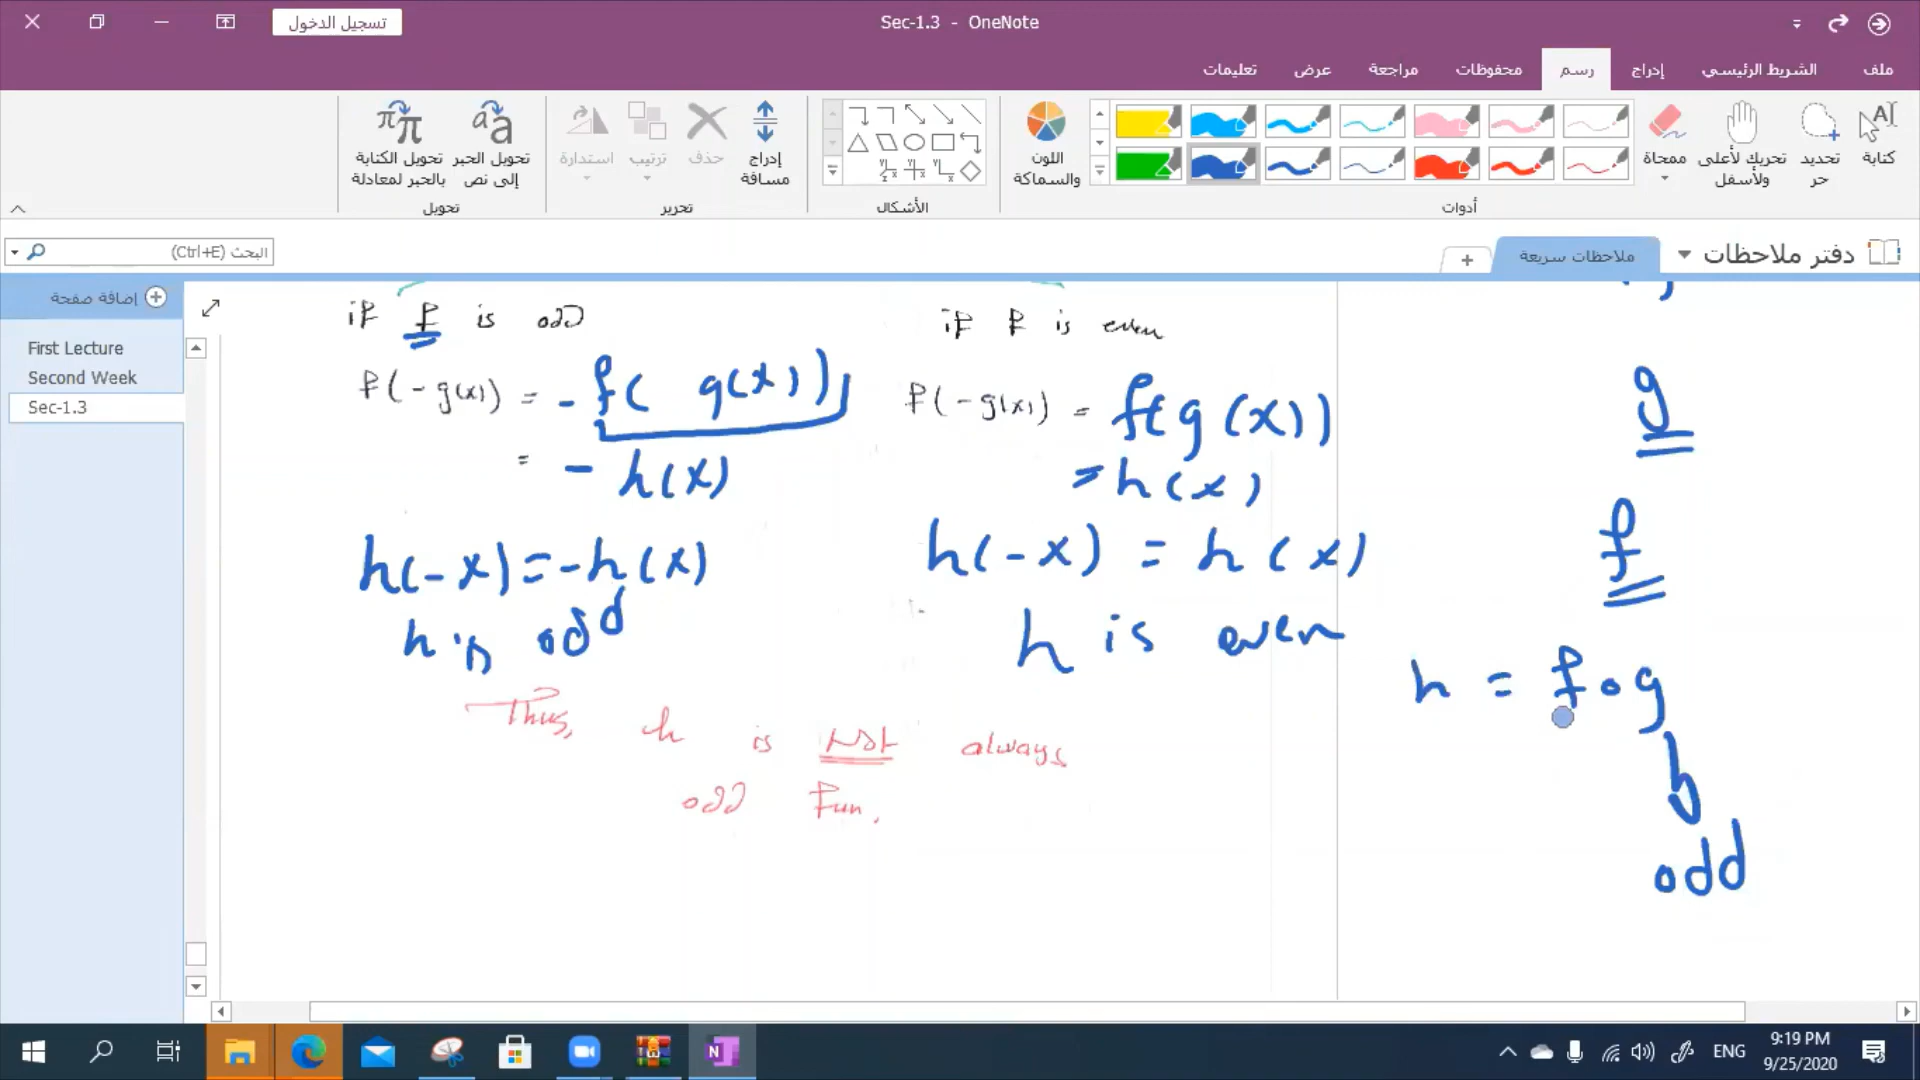 تسجيل الدخول
Sec-1.3 - OneNote
ملف
الشريط الرئيسي
إدراج
رسم
محفوظات
مراجعة
عرض
تعليمات
كتابة
تحديد حر
تحريك لأعلى ولأسفل
ممحاة
أدوات
اللون والسماكة
الأشكال
إدراج مسافة
حذف
ترتيب
استدارة
تحرير
تحويل الحبر إلى نص
تحويل الكتابة بالحبر لمعادلة
تحويل
دفتر ملاحظات
ملاحظات سريعة
البحث (Ctrl+E)
إضافة صفحة
First Lecture
Second Week
Sec-1.3
if f is odd
f(-g(x)) = -f( g(x))
= -h(x)
h(-x) = -h(x)
h is odd
if f is even
f(-g(x)) = f(g(x))
= h(x)
h(-x) = h(x)
h is even
Thus, h is Not always
odd fun.
g
f
h = f o g
odd
ENG
9:19 PM
9/25/2020